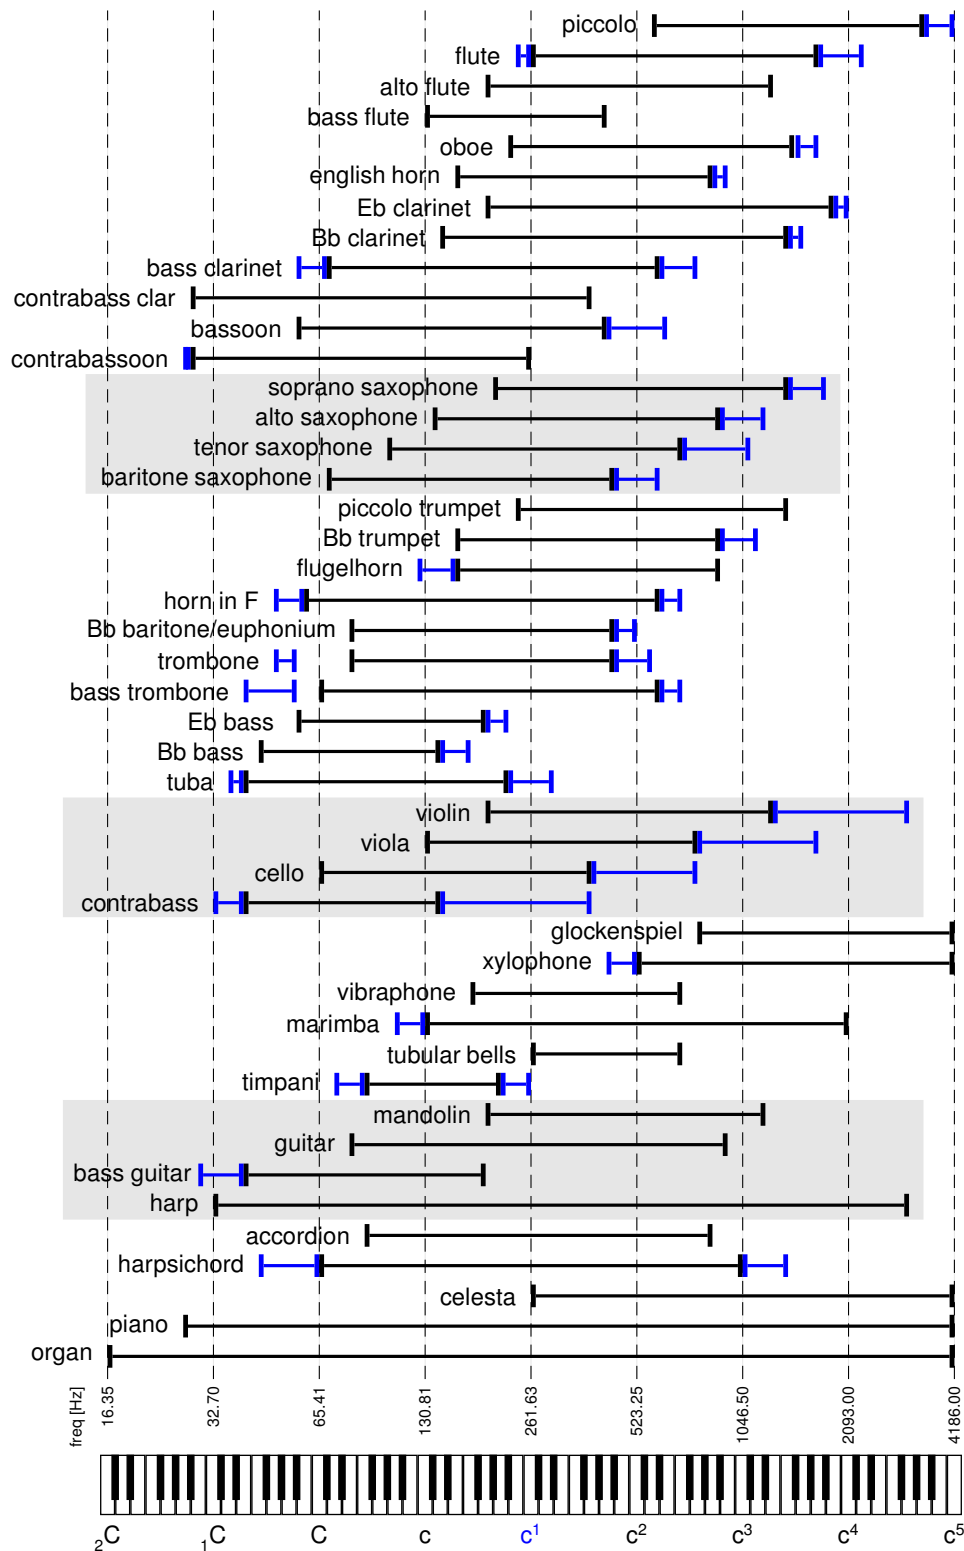 piccolo
flute
alto flute
bass flute
oboe
english horn
Eb clarinet
Bb clarinet
bass clarinet
contrabass clar
bassoon
contrabassoon
soprano saxophone
alto saxophone
tenor saxophone
baritone saxophone
piccolo trumpet
Bb trumpet
flugelhorn
horn in F
Bb baritone/euphonium
trombone
bass trombone
Eb bass
Bb bass
tuba
violin
viola
cello
contrabass
glockenspiel
xylophone
vibraphone
marimba
tubular bells
timpani
mandolin
guitar
bass guitar
harp
accordion
harpsichord
celesta
piano
organ
freq [Hz] 16.35 32.70 65.41 130.81 261.63 523.25 1046.50 2093.00 4186.00
₂C ₁C C c c¹ c² c³ c⁴ c⁵